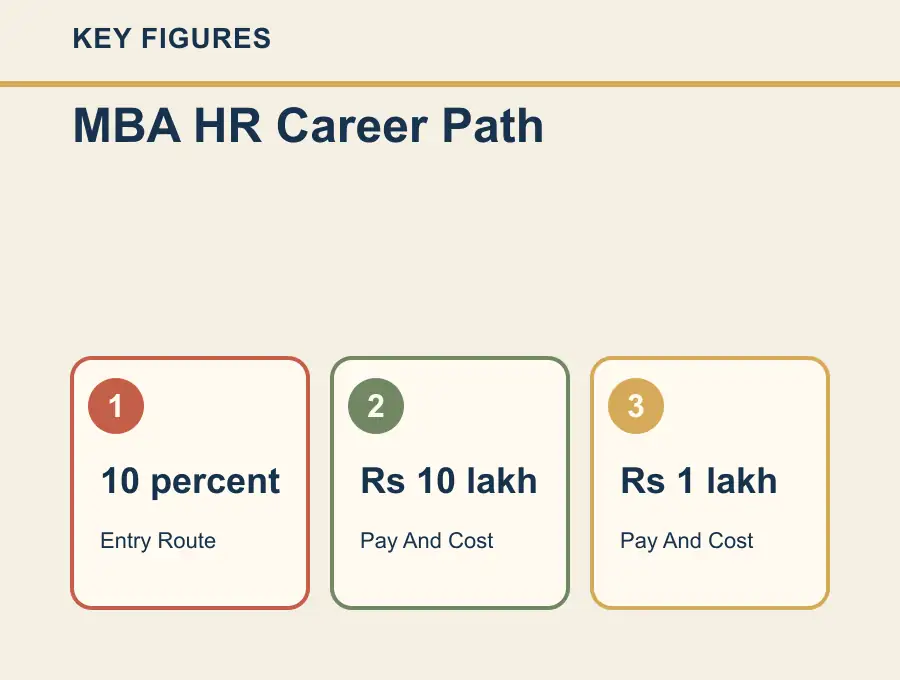 KEY FIGURES
MBA HR Career Path
1
10 percent
Entry Route
2
Rs 10 lakh
Pay And Cost
3
Rs 1 lakh
Pay And Cost